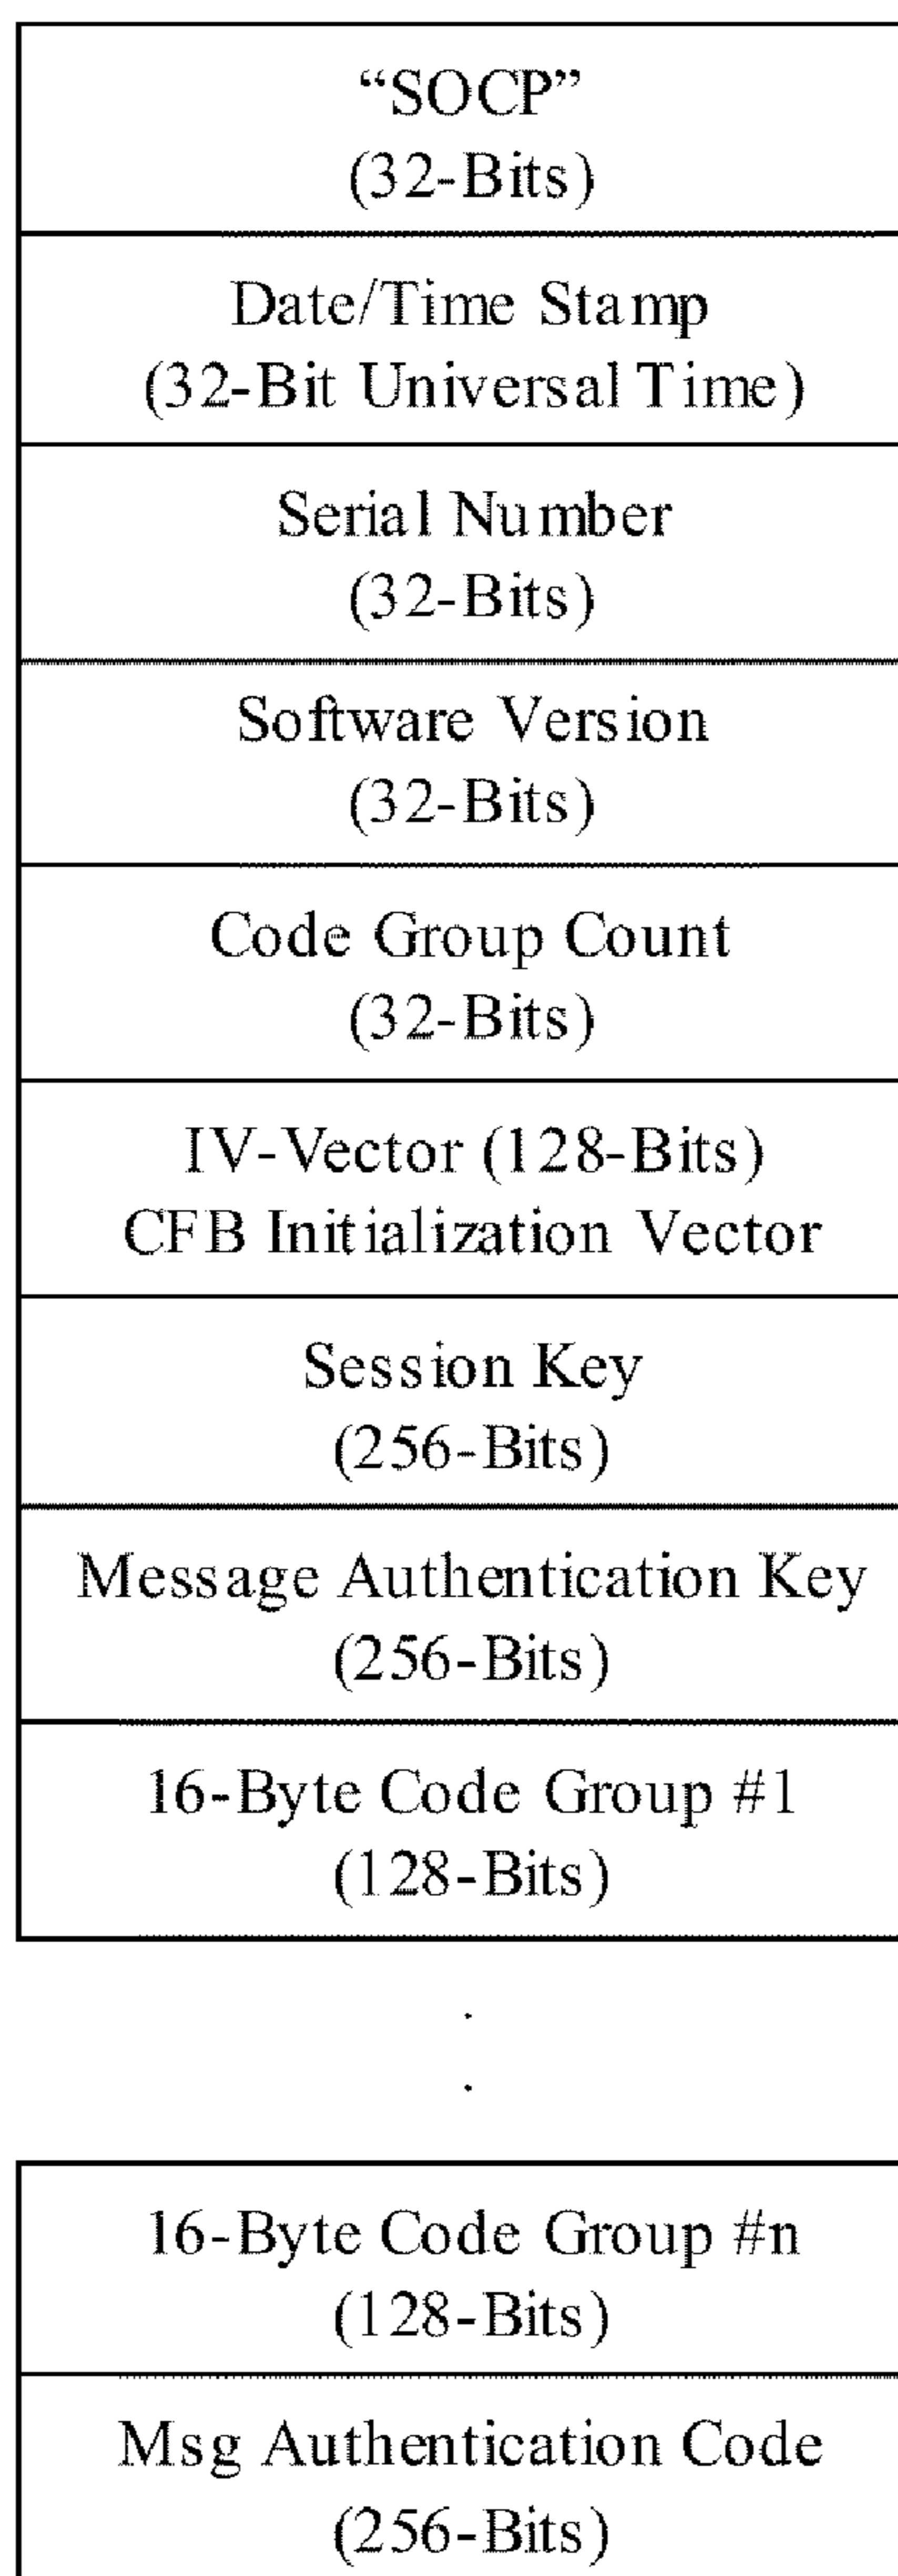 “SOCP”
(32-Bits)
Date/Time Stamp
(32-Bit Universal Time)
Serial Number
(32-Bits)
Software Version
(32-Bits)
Code Group Count
(32-Bits)
IV-Vector (128-Bits)
CFB Initialization Vector
Session Key
(256-Bits)
Message Authentication Key
(256-Bits)
16-Byte Code Group #1
(128-Bits)
.
.
16-Byte Code Group #n
(128-Bits)
Msg Authentication Code
(256-Bits)